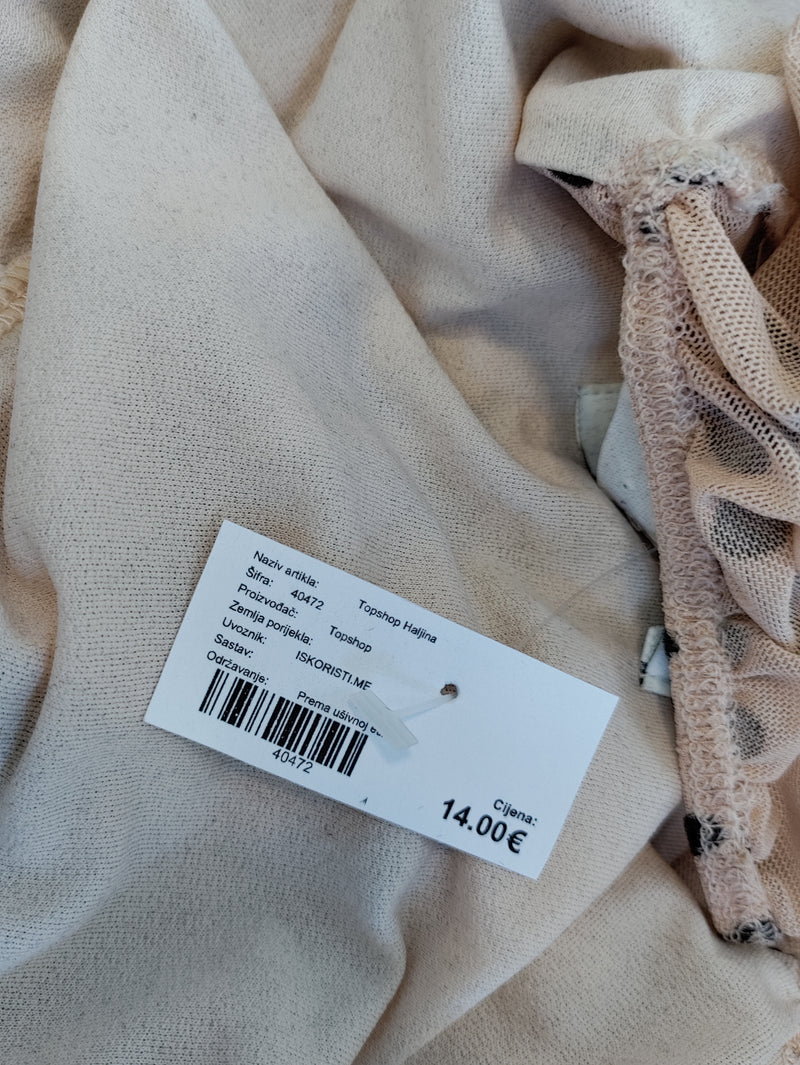 Naziv artikla: Topshop Haljina
Šifra: 40472
Proizvođač: Topshop
Zemlja porijekla:
Uvoznik: ISKORISTI.ME
Sastav:
Održavanje: Prema ušivnoj
40472
Cijena:
14.00€